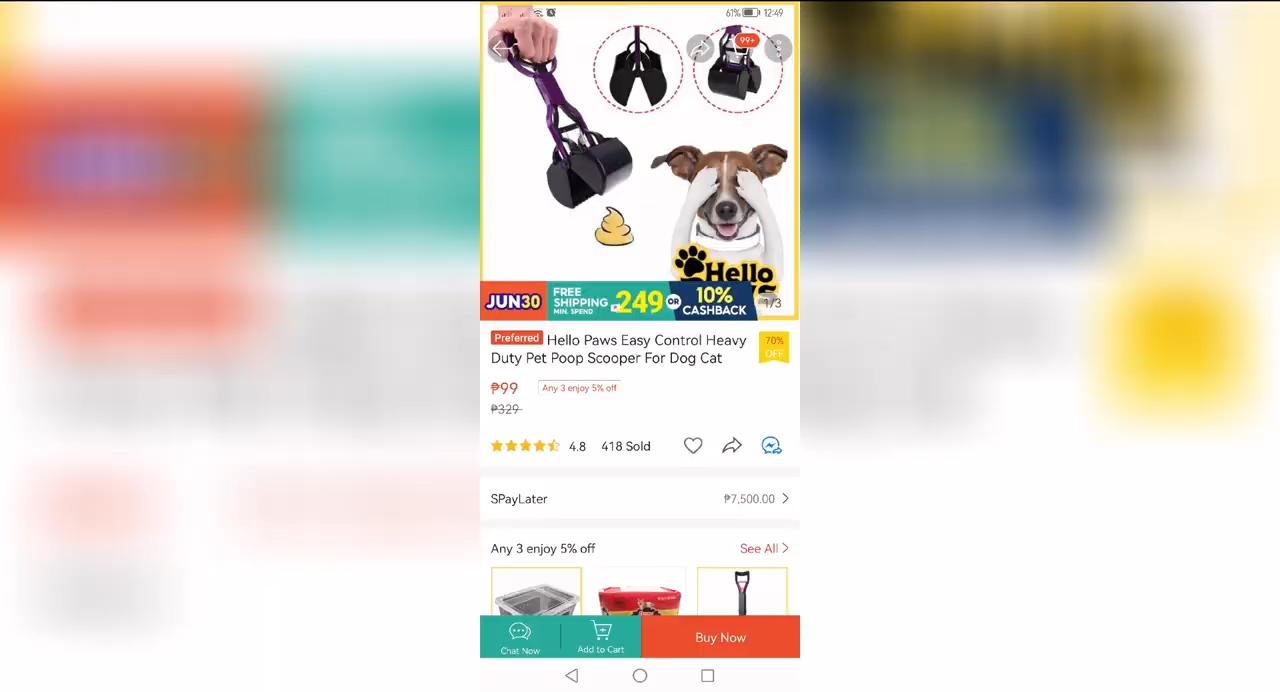 61% 12:49
99+
Hello
JUN30
FREE
SHIPPING
MIN. SPEND
₱249 OR 10%
CASHBACK
1/3
Preferred Hello Paws Easy Control Heavy
Duty Pet Poop Scooper For Dog Cat
70%
OFF
₱99 Any 3 enjoy 5% off
₱329
4.8 418 Sold
SPayLater ₱7,500.00
Any 3 enjoy 5% off See All
Chat Now
Add to Cart
Buy Now